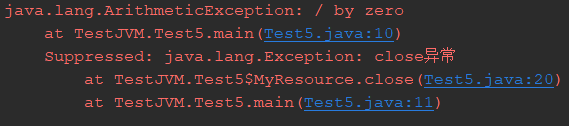 java.lang.ArithmeticException: / by zero
at TestJVM.Test5.main(Test5.java:10)
Suppressed: java.lang.Exception: close异常
at TestJVM.Test5$MyResource.close(Test5.java:20)
at TestJVM.Test5.main(Test5.java:11)